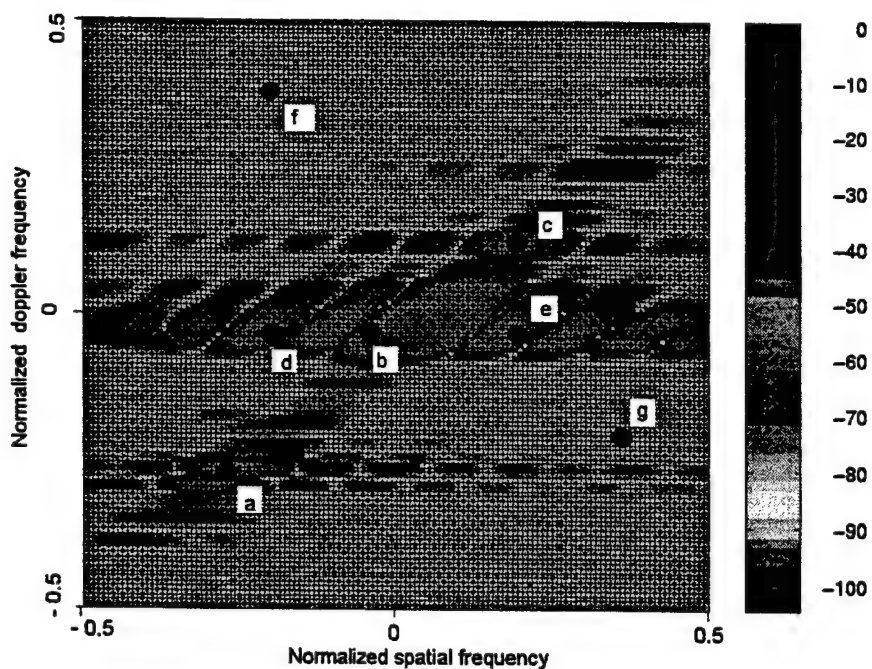 0.5
f
c
e
d
b
g
a
Normalized doppler frequency
0
- 0.5
- 0.5
0
0.5
Normalized spatial frequency
0
−10
−20
−30
−40
−50
−60
−70
−80
−90
−100